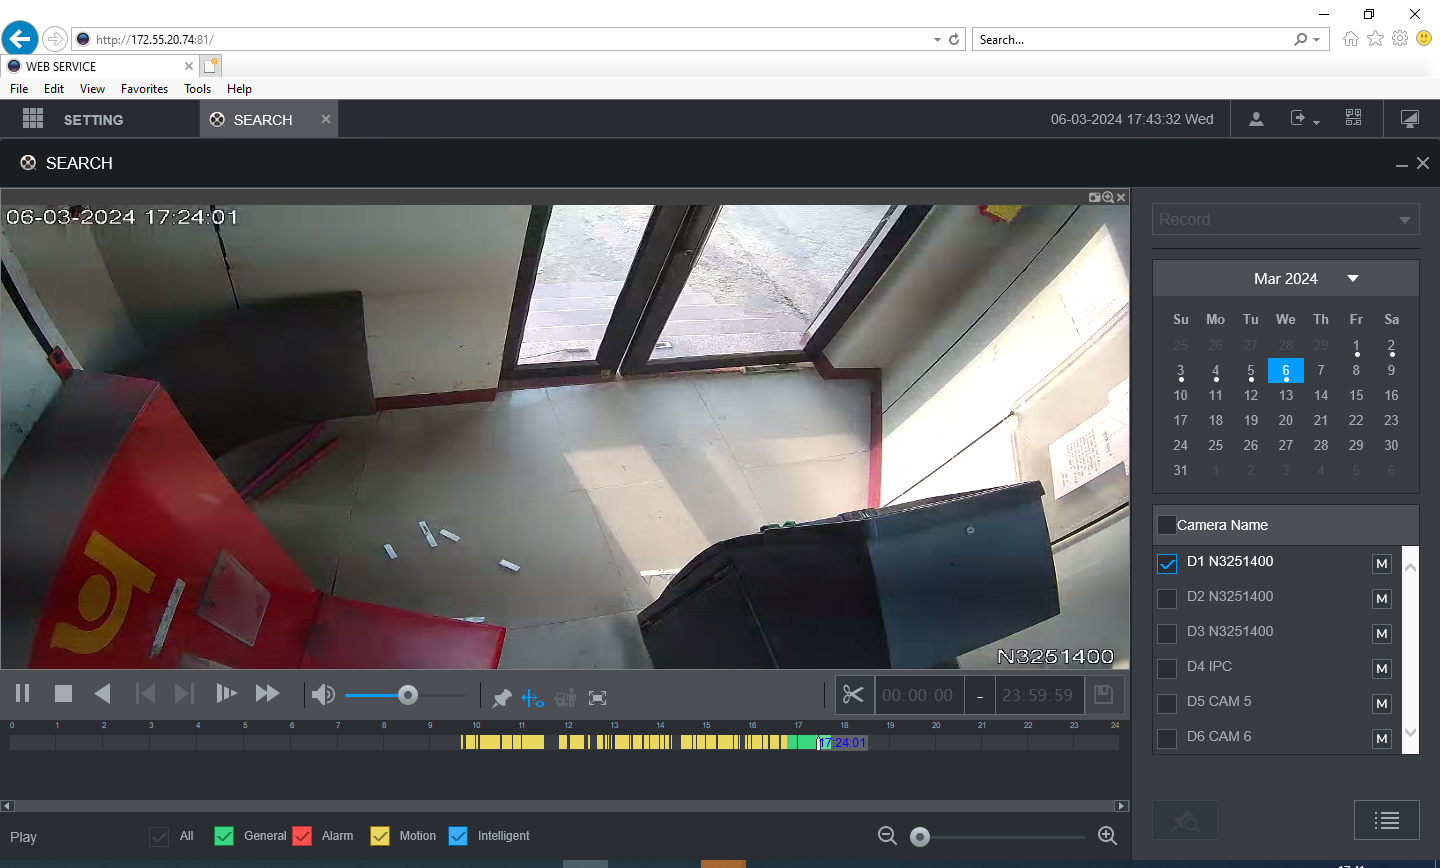 http://172.55.20.74:81/
Search...
WEB SERVICE
File Edit View Favorites Tools Help
SETTING
SEARCH
06-03-2024 17:43:32 Wed
SEARCH
06-03-2024 17:24:01
N3251400
Record
Mar 2024
Su Mo Tu We Th Fr Sa
25 26 27 28 29 1 2
3 4 5 6 7 8 9
10 11 12 13 14 15 16
17 18 19 20 21 22 23
24 25 26 27 28 29 30
31 1 2 3 4 5 6
Camera Name
D1 N3251400 M
D2 N3251400 M
D3 N3251400 M
D4 IPC M
D5 CAM 5 M
D6 CAM 6 M
00:00:00 - 23:59:59
0 1 2 3 4 5 6 7 8 9 10 11 12 13 14 15 16 17 18 19 20 21 22 23 24
17:24:01
Play
All General Alarm Motion Intelligent